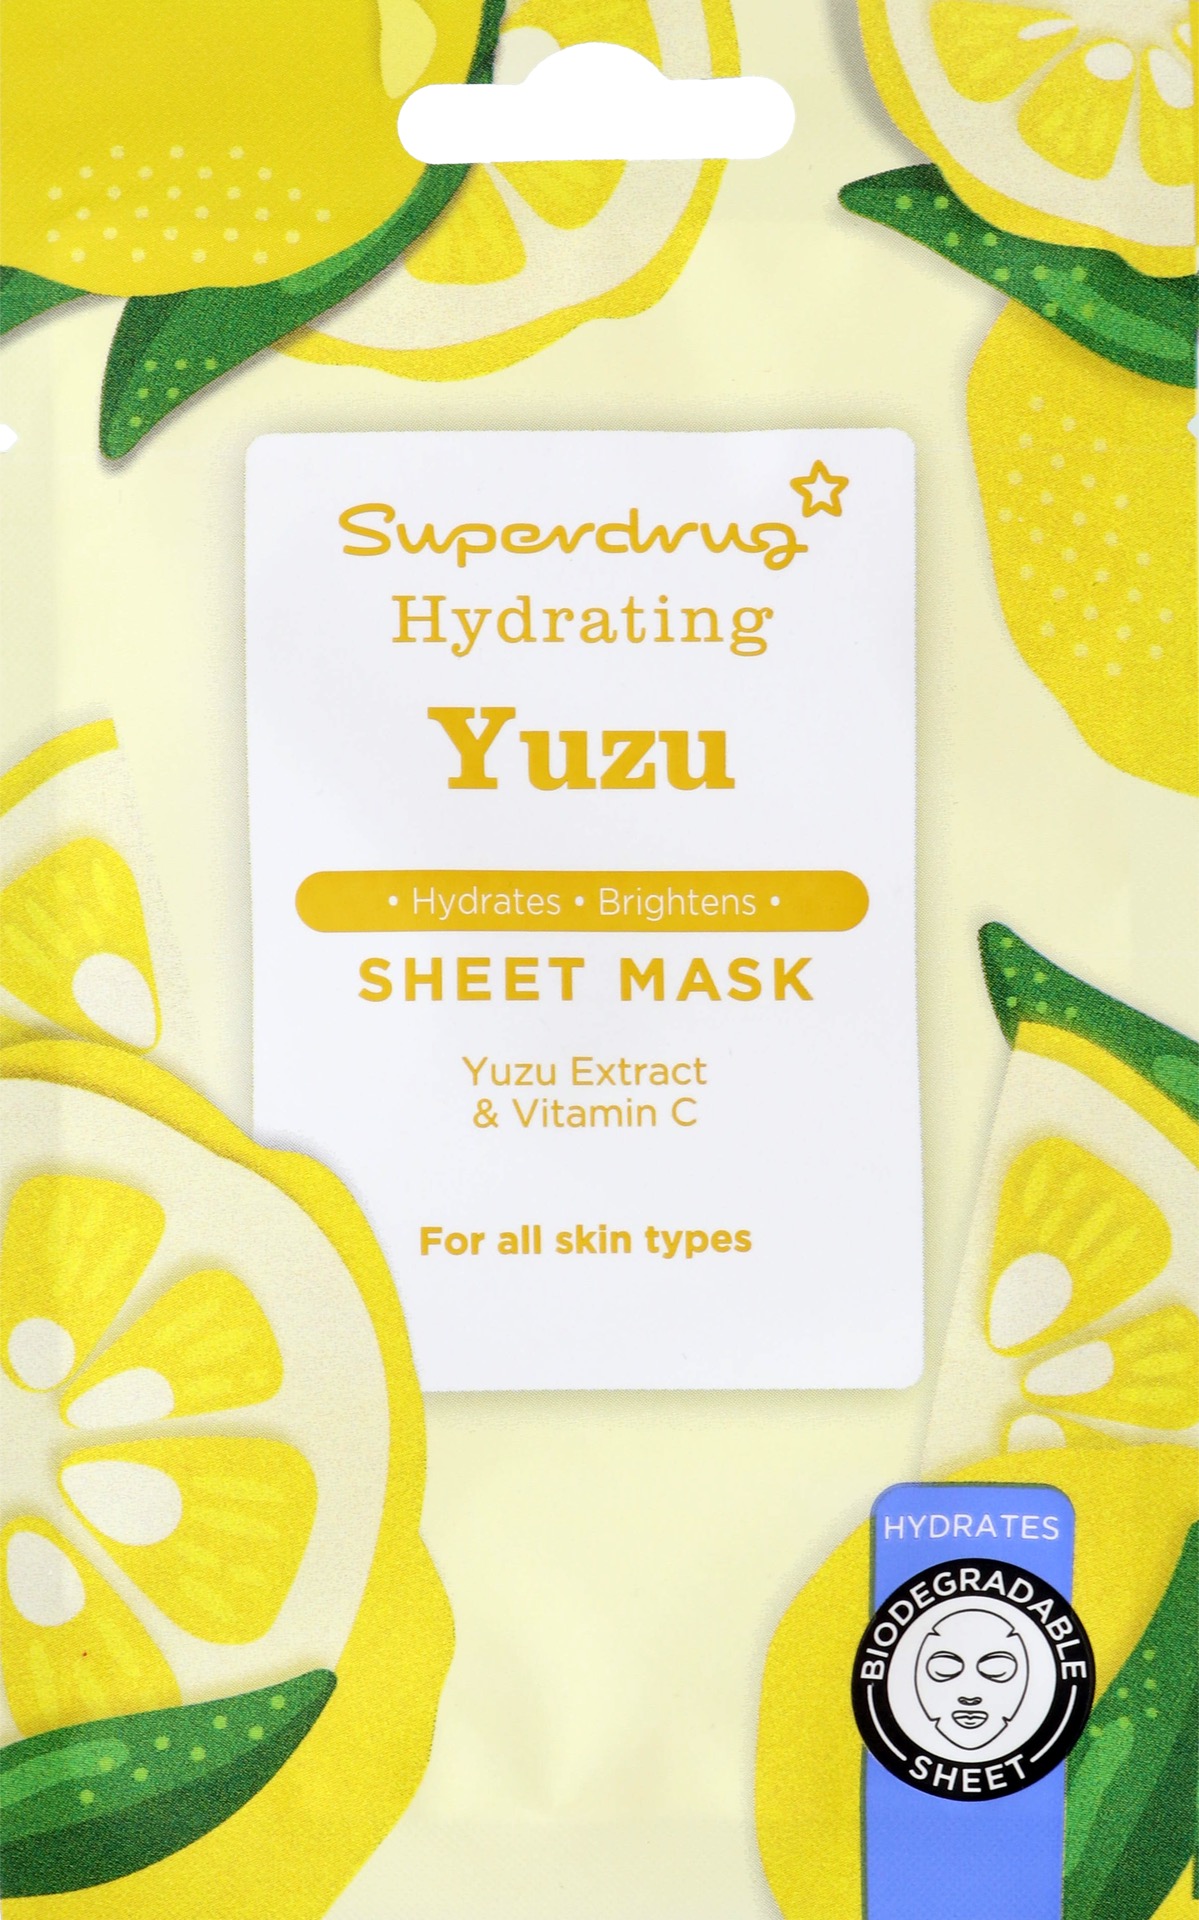 Superdrug
Hydrating
Yuzu
• Hydrates • Brightens •
SHEET MASK
Yuzu Extract
& Vitamin C
For all skin types
HYDRATES
BIODEGRADABLE
SHEET